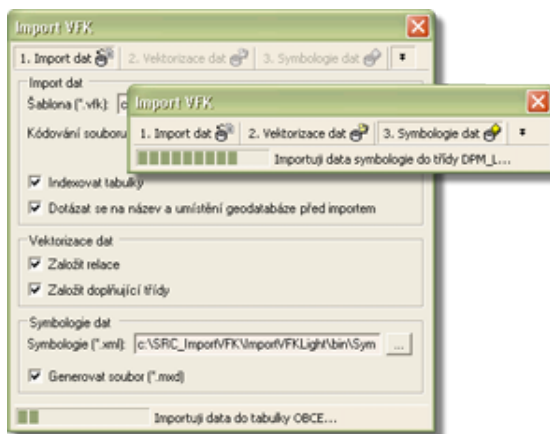 Import VFK
1. Import dat 2. Vektorizace dat 3. Symbologie dat
Import dat
Šablona (*.vfk): c
Kódování souboru
Indexovat tabulky
Dotázat se na název a umístění geodatabáze před importem
Vektorizace dat
Založit relace
Založit doplňující třídy
Symbologie dat
Symbologie (*.xml): c:\SRC_ImportVFK\ImportVFKLight\bin\Sym ...
Generovat soubor (*.mxd)
Importuji data do tabulky OBCE...
Import VFK
1. Import dat 2. Vektorizace dat 3. Symbologie dat
Importuji data symbologie do třídy DPM_L...